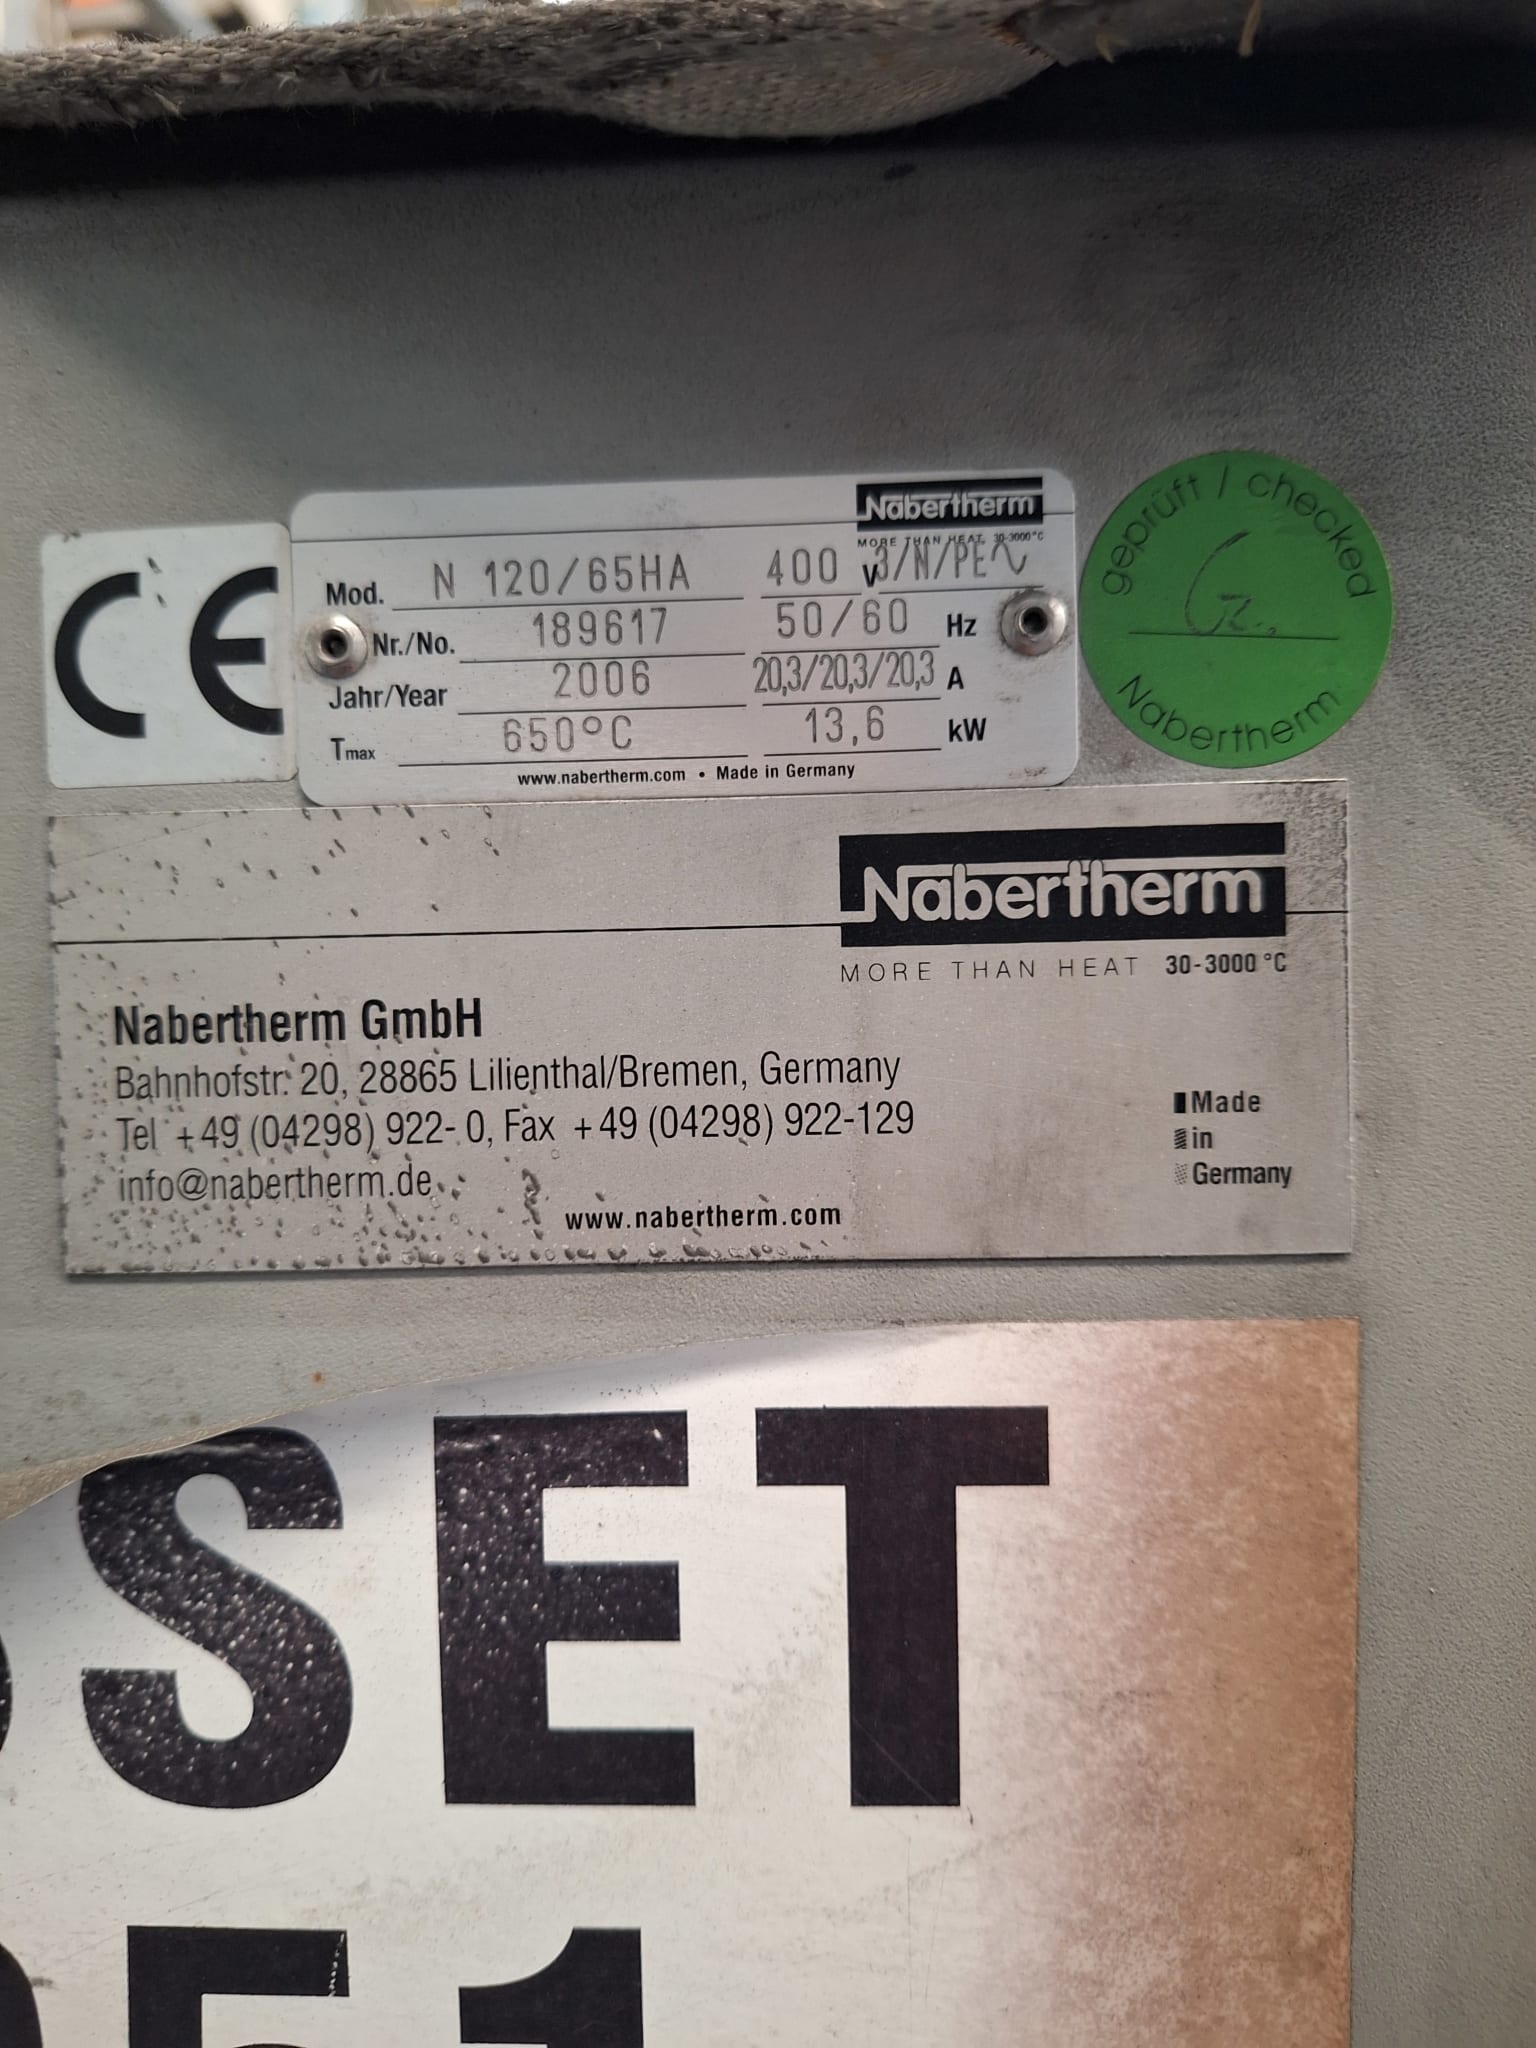 CE
Nabertherm
MORE THAN HEAT 30-3000 °C
Mod. N 120/65HA 400 V 3/N/PE∿
Nr./No. 189617 50/60 Hz
Jahr/Year 2006 20,3/20,3/20,3 A
Tmax 650°C 13,6 kW
www.nabertherm.com • Made in Germany
geprüft / checked
Nabertherm
Nabertherm
MORE THAN HEAT 30-3000 °C
Nabertherm GmbH
Bahnhofstr. 20, 28865 Lilienthal/Bremen, Germany
Tel +49 (04298) 922-0, Fax +49 (04298) 922-129
info@nabertherm.de
www.nabertherm.com
Made
in
Germany
SET
51